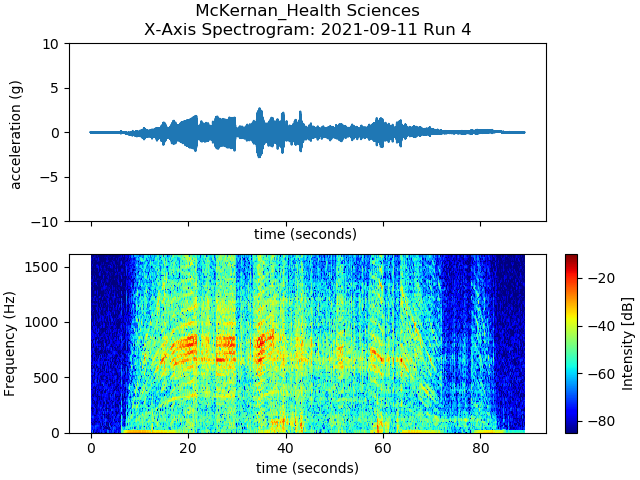 McKernan_Health Sciences
X-Axis Spectrogram: 2021-09-11 Run 4
10
5
0
−5
−10
acceleration (g)
time (seconds)
1500
1000
500
0
Frequency (Hz)
0 20 40 60 80
time (seconds)
−20
−40
−60
−80
Intensity [dB]